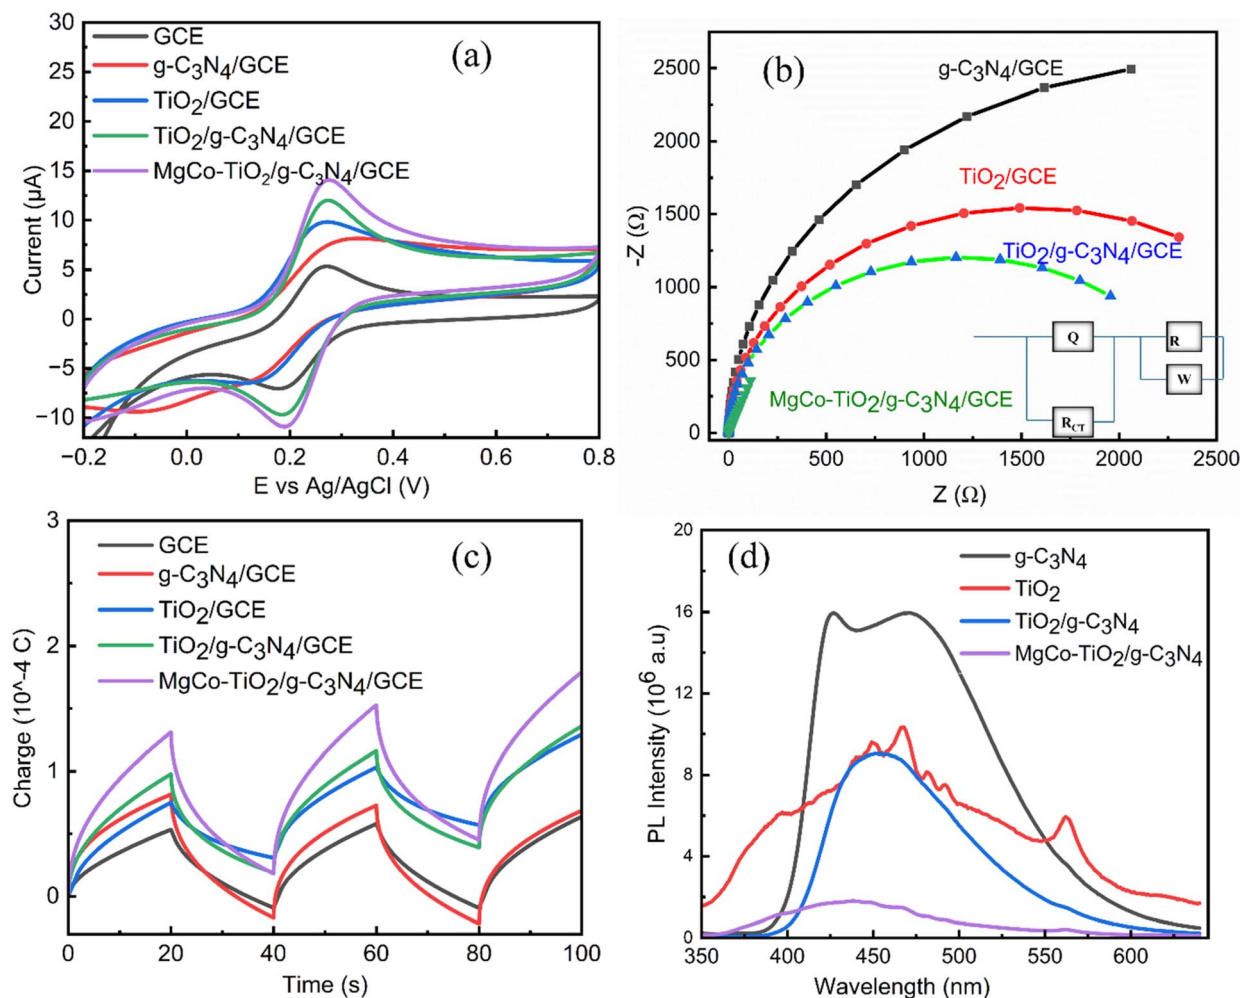 (a)
GCE
g-C₃N₄/GCE
TiO₂/GCE
TiO₂/g-C₃N₄/GCE
MgCo-TiO₂/g-C₃N₄/GCE
Current (µA)
30
25
20
15
10
5
0
−5
−10
−0.2 0.0 0.2 0.4 0.6 0.8
E vs Ag/AgCl (V)
(b)
g-C₃N₄/GCE
TiO₂/GCE
TiO₂/g-C₃N₄/GCE
MgCo-TiO₂/g-C₃N₄/GCE
Q
R
W
R_CT
-Z (Ω)
2500
2000
1500
1000
500
0
0 500 1000 1500 2000 2500
Z (Ω)
(c)
GCE
g-C₃N₄/GCE
TiO₂/GCE
TiO₂/g-C₃N₄/GCE
MgCo-TiO₂/g-C₃N₄/GCE
Charge (10^-4 C)
3
2
1
0
0 20 40 60 80 100
Time (s)
(d)
g-C₃N₄
TiO₂
TiO₂/g-C₃N₄
MgCo-TiO₂/g-C₃N₄
PL Intensity (10⁶ a.u)
20
16
12
8
4
0
350 400 450 500 550 600
Wavelength (nm)